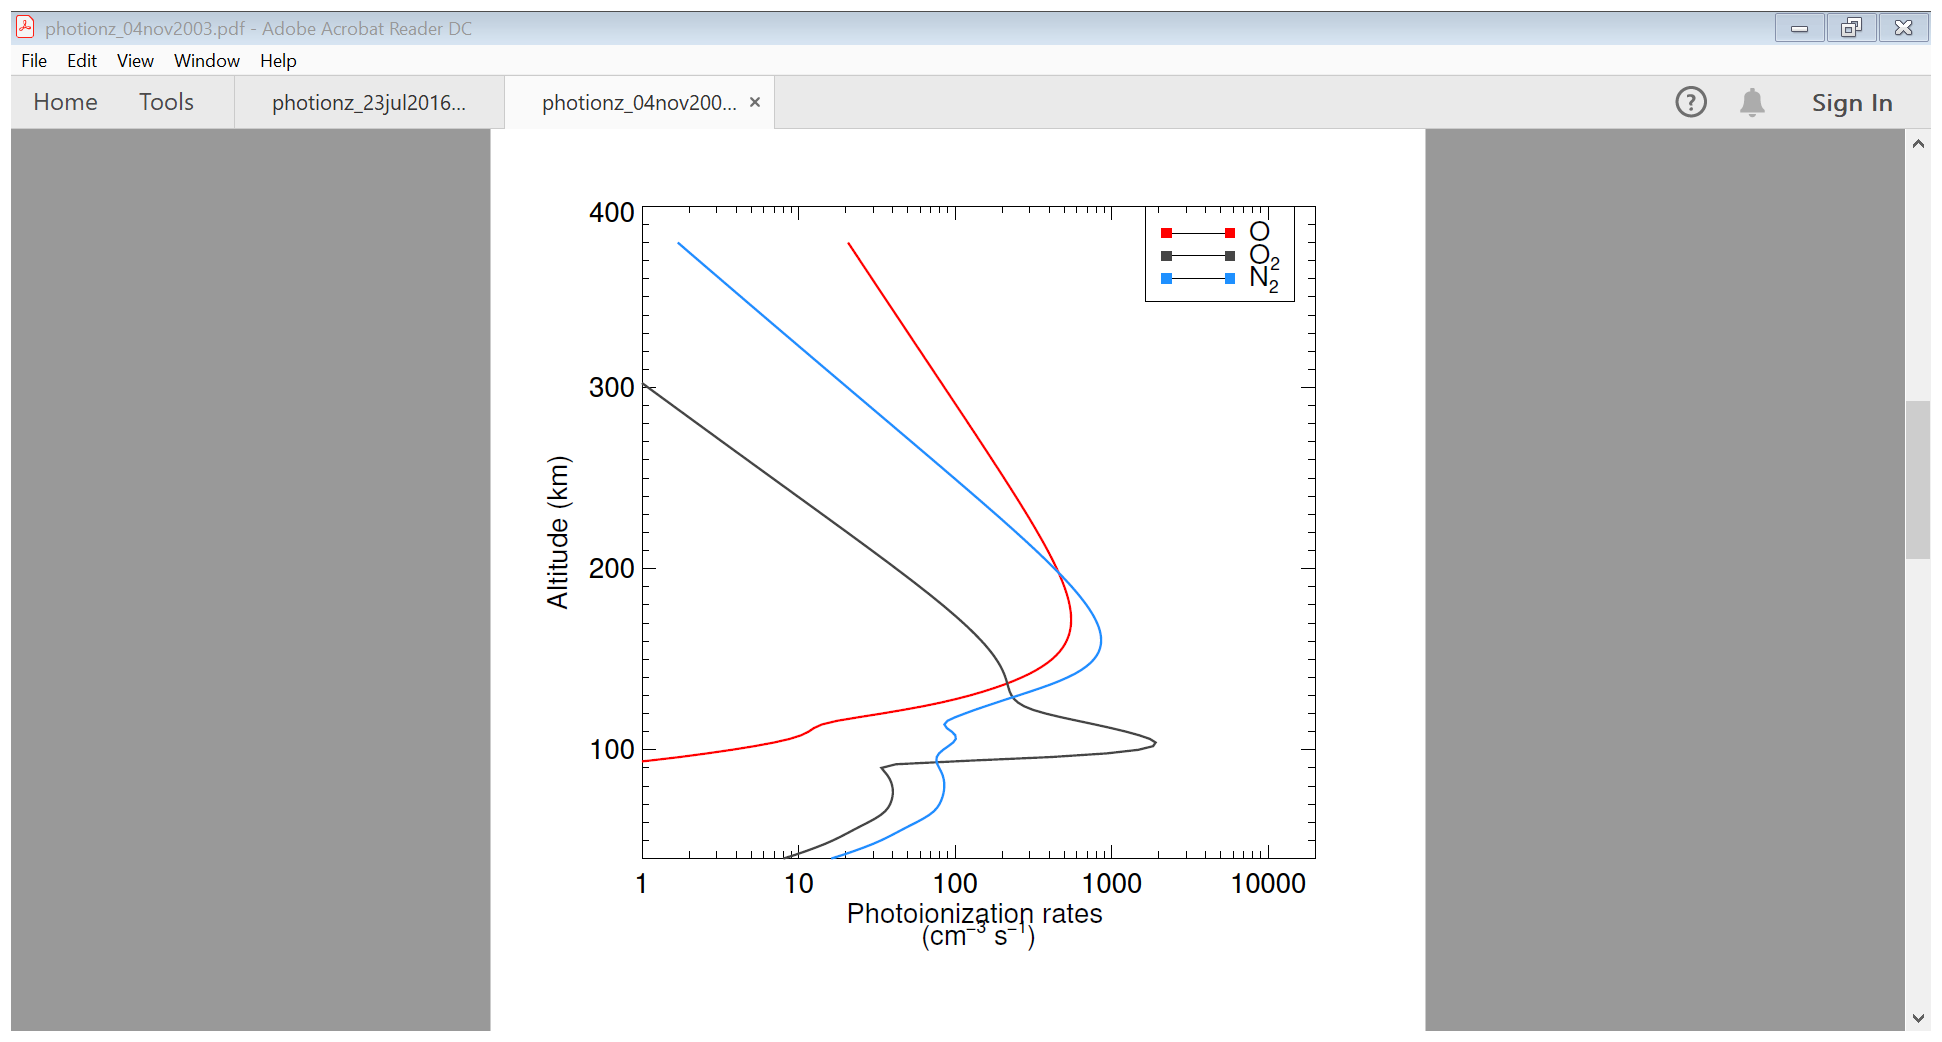 photionz_04nov2003.pdf - Adobe Acrobat Reader DC
File Edit View Window Help
Home Tools photionz_23jul2016... photionz_04nov200... × ? Sign In
400
300
200
100
Altitude (km)
O
O₂
N₂
1 10 100 1000 10000
Photoionization rates
(cm⁻³ s⁻¹)